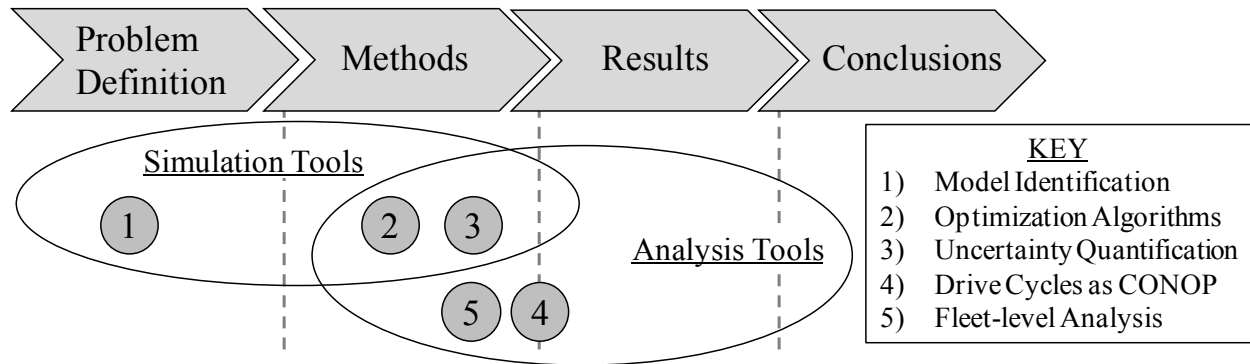 Problem
Definition
Methods
Results
Conclusions
Simulation Tools
1
2
3
Analysis Tools
5
4
KEY
1) Model Identification
2) Optimization Algorithms
3) Uncertainty Quantification
4) Drive Cycles as CONOP
5) Fleet-level Analysis